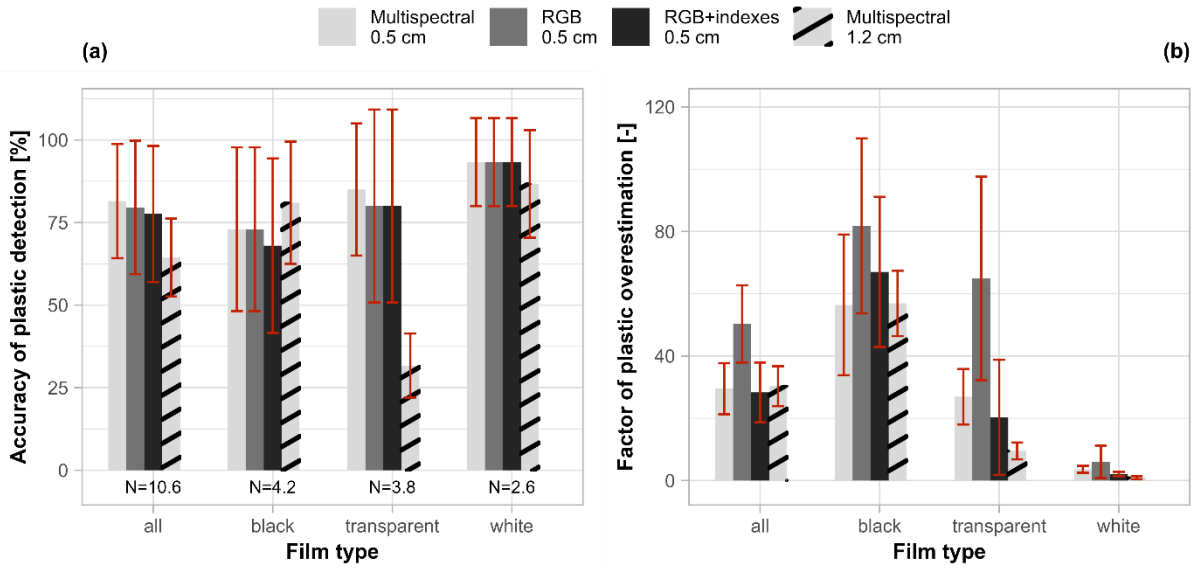 Multispectral
0.5 cm
RGB
0.5 cm
RGB+indexes
0.5 cm
Multispectral
1.2 cm
(a)
Accuracy of plastic detection [%]
100
75
50
25
0
N=10.6
N=4.2
N=3.8
N=2.6
all
black
transparent
white
Film type
(b)
Factor of plastic overestimation [-]
120
80
40
0
all
black
transparent
white
Film type